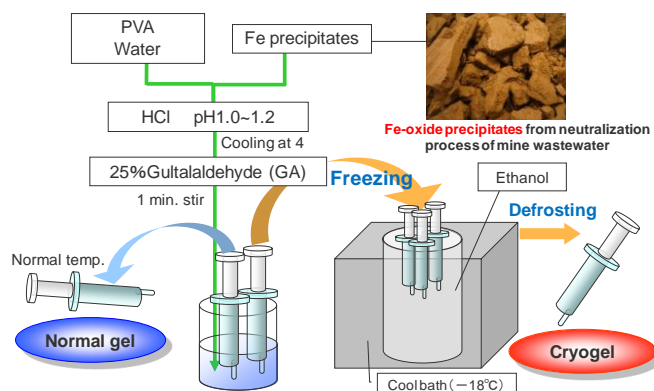 PVA
Water
Fe precipitates
HCl pH1.0~1.2
Cooling at 4
25%Gultalaldehyde (GA)
1 min. stir
Fe-oxide precipitates from neutralization
process of mine wastewater
Freezing
Ethanol
Defrosting
Normal temp.
Normal gel
Cryogel
Cool bath(-18℃)